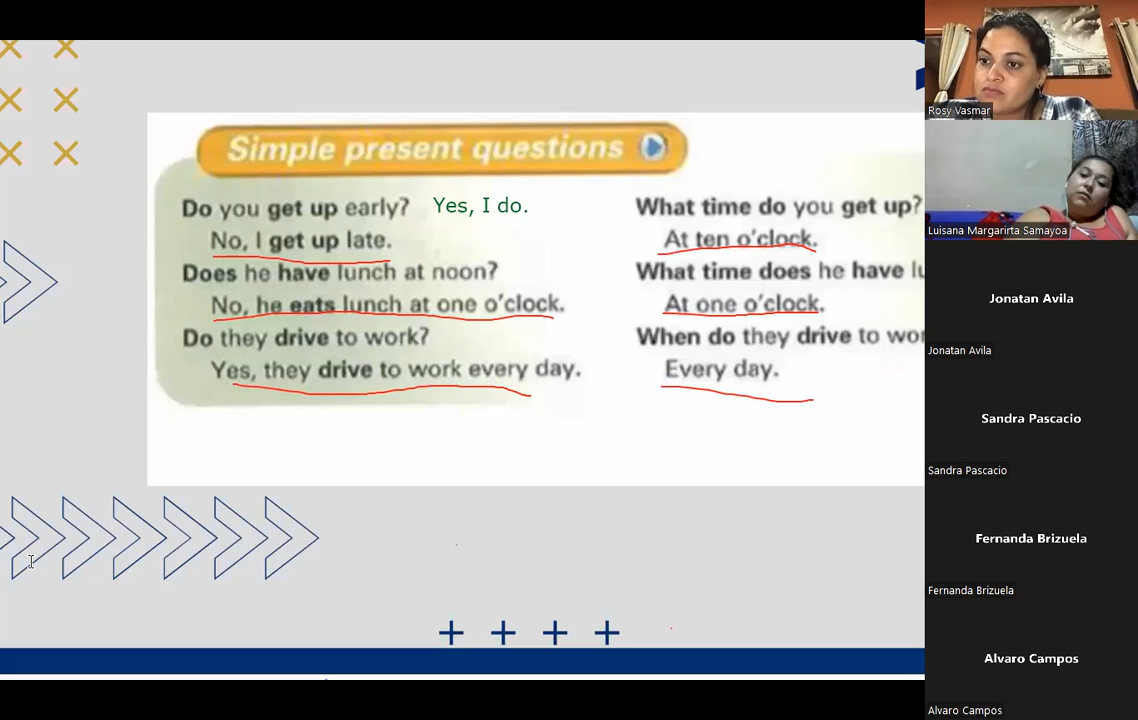 Simple present questions
Do you get up early? Yes, I do.
No, I get up late.
Does he have lunch at noon?
No, he eats lunch at one o'clock.
Do they drive to work?
Yes, they drive to work every day.
What time do you get up?
At ten o'clock.
What time does he have
At one o'clock.
When do they drive to
Every day.
Rosy Vasmar
Luisana Margarirta Samayoa
Jonatan Avila
Jonatan Avila
Sandra Pascacio
Sandra Pascacio
Fernanda Brizuela
Fernanda Brizuela
Alvaro Campos
Alvaro Campos